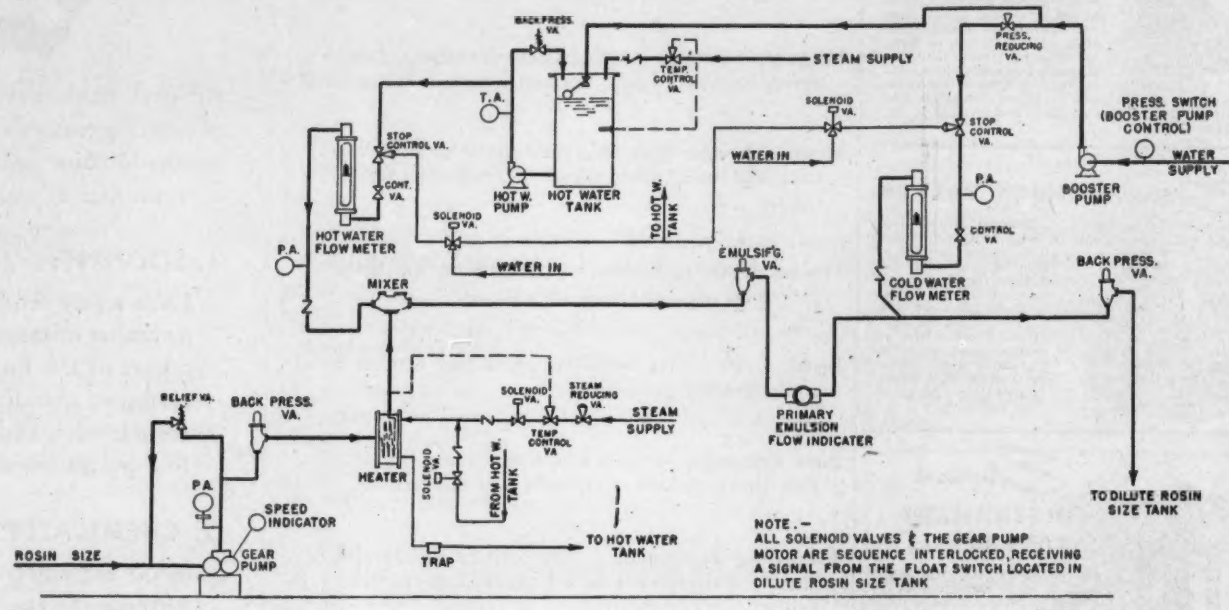 BACK PRESS.
VA.
PRESS.
REDUCING
VA.
TEMP.
CONTROL
VA.
STEAM SUPPLY
T.A.
SOLENOID
VA.
PRESS. SWITCH
(BOOSTER PUMP
CONTROL)
STOP
CONTROL VA.
STOP
CONTROL
VA.
WATER IN
WATER
SUPPLY
BOOSTER
PUMP
CONT.
VA.
HOT W.
PUMP
HOT WATER
TANK
P.A.
SOLENOID
VA.
TO HOT W.
TANK
CONTROL
VA
HOT WATER
FLOW METER
P.A.
WATER IN
EMULSIF'G.
VA.
COLD WATER
FLOW METER
BACK PRESS.
VA.
MIXER
RELIEF VA.
BACK PRESS
VA.
SOLENOID
VA.
STEAM
REDUCING
VA.
TEMP
CONTROL
VA
STEAM
SUPPLY
PRIMARY
EMULSION
FLOW INDICATER
HEATER
SOLENOID
VA
FROM HOT W.
TANK
P.A.
SPEED
INDICATOR
TO DILUTE ROSIN
SIZE TANK
ROSIN SIZE
GEAR
PUMP
TRAP
TO HOT WATER
TANK
NOTE.-
ALL SOLENOID VALVES & THE GEAR PUMP
MOTOR ARE SEQUENCE INTERLOCKED, RECEIVING
A SIGNAL FROM THE FLOAT SWITCH LOCATED IN
DILUTE ROSIN SIZE TANK